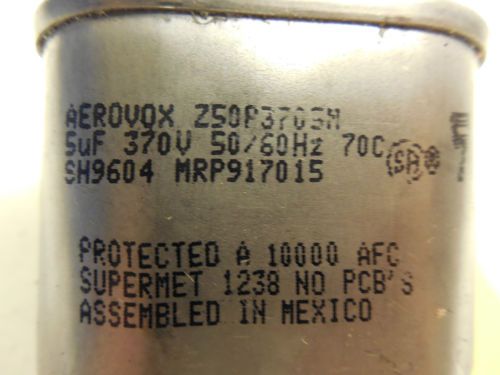 AEROVOX Z50P3705M
5uF 370V 50/60Hz 70C SA ®
SH9604 MRP917015
PROTECTED A 10000 AFC
SUPERMET 1238 NO PCB'S
ASSEMBLED IN MEXICO